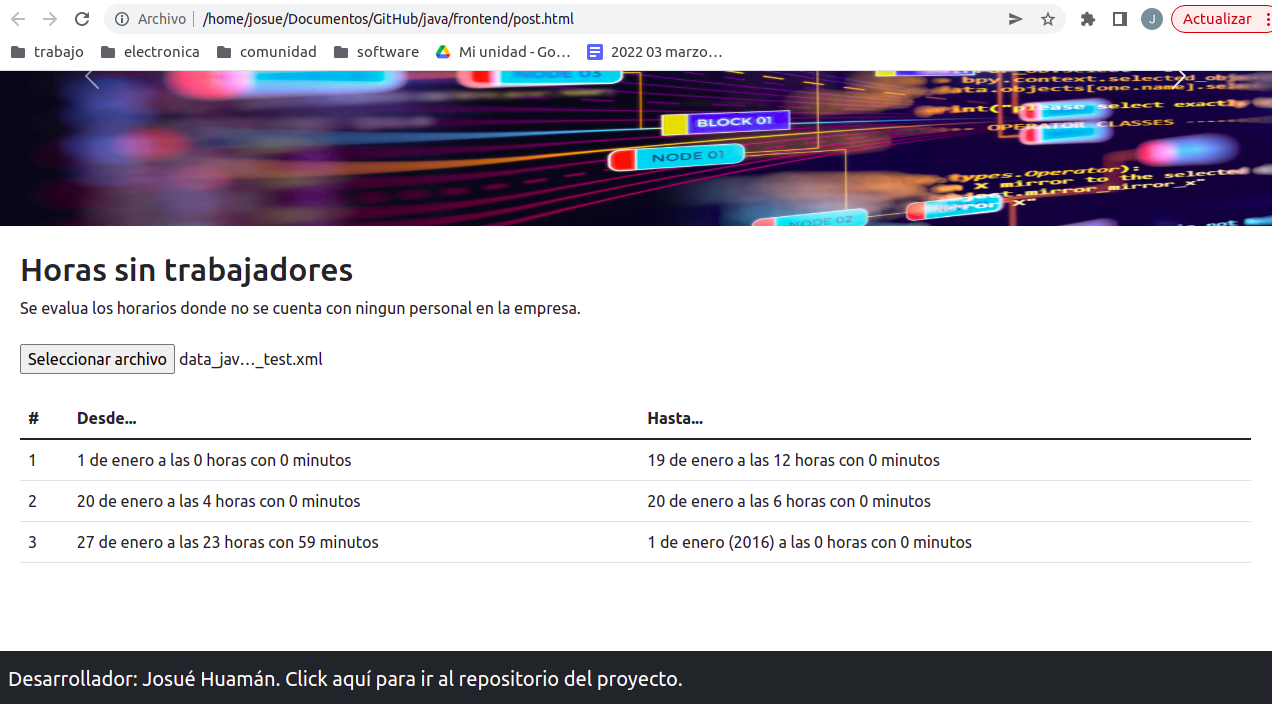 Archivo | /home/josue/Documentos/GitHub/java/frontend/post.html J Actualizar
trabajo electronica comunidad software Mi unidad - Go... 2022 03 marzo...
NODE 03
bpy.context.selected_ob
data.objects[one.name].sel
print("please select exactly
BLOCK 01
OPERATOR CLASSES
NODE 01
types.Operator):
X mirror to the selected
ject.mirror_mirror_x"
X"
NODE 02
Horas sin trabajadores
Se evalua los horarios donde no se cuenta con ningun personal en la empresa.
Seleccionar archivo data_jav..._test.xml
# Desde... Hasta...
1 1 de enero a las 0 horas con 0 minutos 19 de enero a las 12 horas con 0 minutos
2 20 de enero a las 4 horas con 0 minutos 20 de enero a las 6 horas con 0 minutos
3 27 de enero a las 23 horas con 59 minutos 1 de enero (2016) a las 0 horas con 0 minutos
Desarrollador: Josué Huamán. Click aquí para ir al repositorio del proyecto.